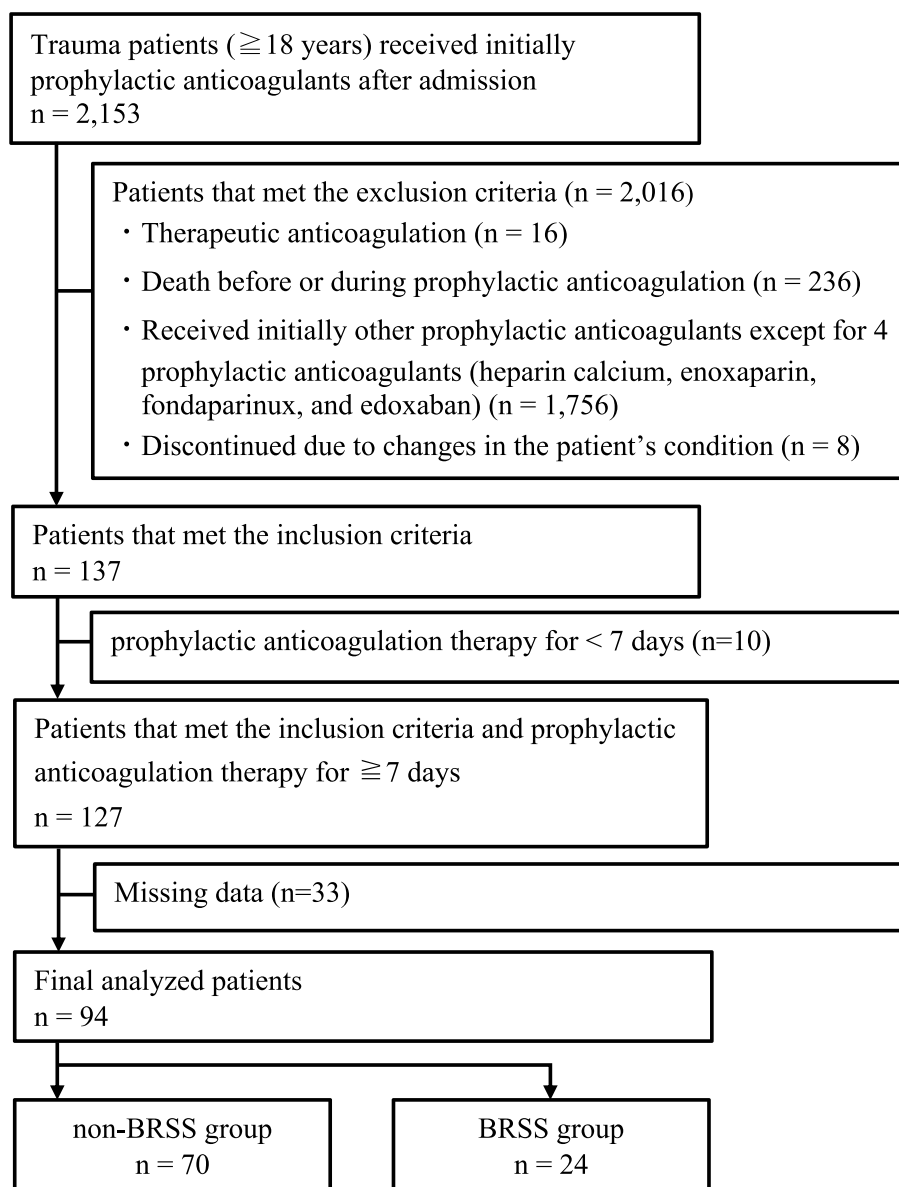 Trauma patients (≧18 years) received initially
prophylactic anticoagulants after admission
n = 2,153
Patients that met the exclusion criteria (n = 2,016)
・Therapeutic anticoagulation (n = 16)
・Death before or during prophylactic anticoagulation (n = 236)
・Received initially other prophylactic anticoagulants except for 4
prophylactic anticoagulants (heparin calcium, enoxaparin,
fondaparinux, and edoxaban) (n = 1,756)
・Discontinued due to changes in the patient’s condition (n = 8)
Patients that met the inclusion criteria
n = 137
prophylactic anticoagulation therapy for < 7 days (n=10)
Patients that met the inclusion criteria and prophylactic
anticoagulation therapy for ≧7 days
n = 127
Missing data (n=33)
Final analyzed patients
n = 94
non-BRSS group
n = 70
BRSS group
n = 24